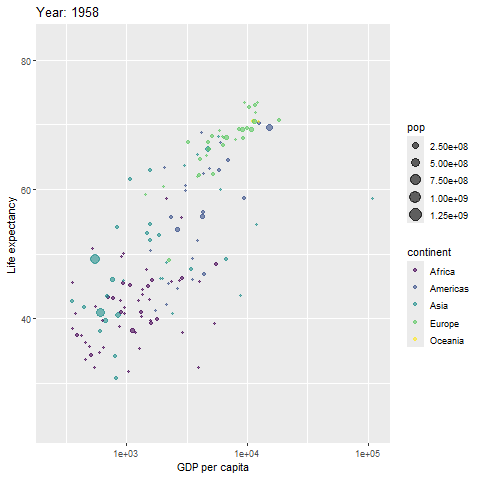 Year: 1958
80
60
40
Life expectancy
1e+03
1e+04
1e+05
GDP per capita
pop
2.50e+08
5.00e+08
7.50e+08
1.00e+09
1.25e+09
continent
Africa
Americas
Asia
Europe
Oceania